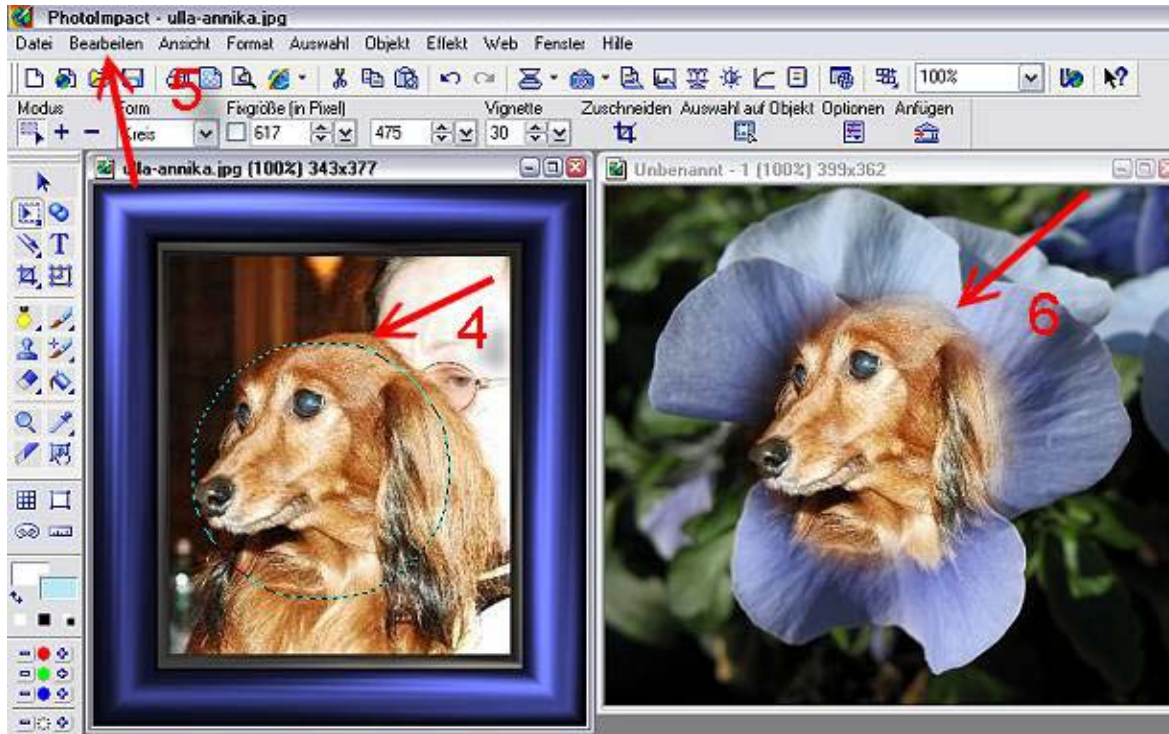 PhotoImpact - ulla-annika.jpg
Datei Bearbeiten Ansicht Format Auswahl Objekt Effekt Web Fenster Hilfe
5
100%
Modus Form Fixgröße (in Pixel) Vignette Zuschneiden Auswahl auf Objekt Optionen Anfügen
Kreis 617 475 30
ulla-annika.jpg (100%) 343x377
Unbenannt - 1 (100%) 399x362
4
6